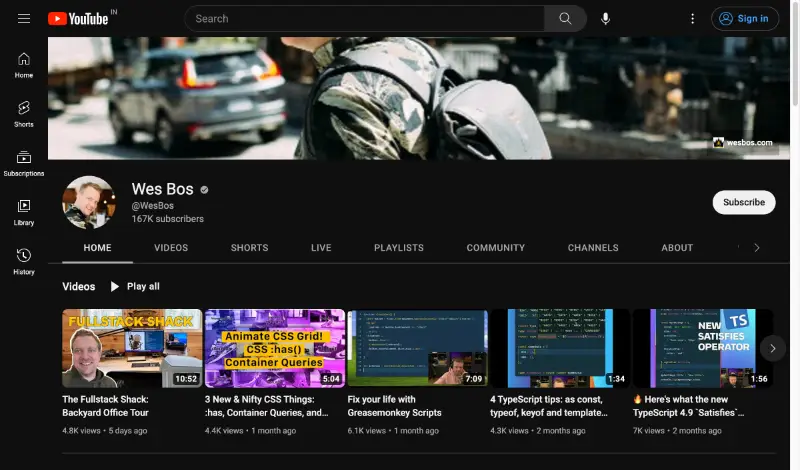 YouTube IN
Search
Sign in
Home
Shorts
Subscriptions
Library
History
wesbos.com
Wes Bos
@WesBos
167K subscribers
Subscribe
HOME VIDEOS SHORTS LIVE PLAYLISTS COMMUNITY CHANNELS ABOUT
Videos Play all
FULLSTACK SHACK
10:52
Animate CSS Grid!
CSS :has()
Container Queries
5:04
7:09
1:34
TS
NEW
SATISFIES
OPERATOR
1:56
The Fullstack Shack:
Backyard Office Tour
4.8K views • 5 days ago
3 New & Nifty CSS Things:
:has, Container Queries, and...
4.4K views • 1 month ago
Fix your life with
Greasemonkey Scripts
6.1K views • 1 month ago
4 TypeScript tips: as const,
typeof, keyof and template...
4.3K views • 2 months ago
🔥 Here's what the new
TypeScript 4.9 `Satisfies`...
7K views • 2 months ago